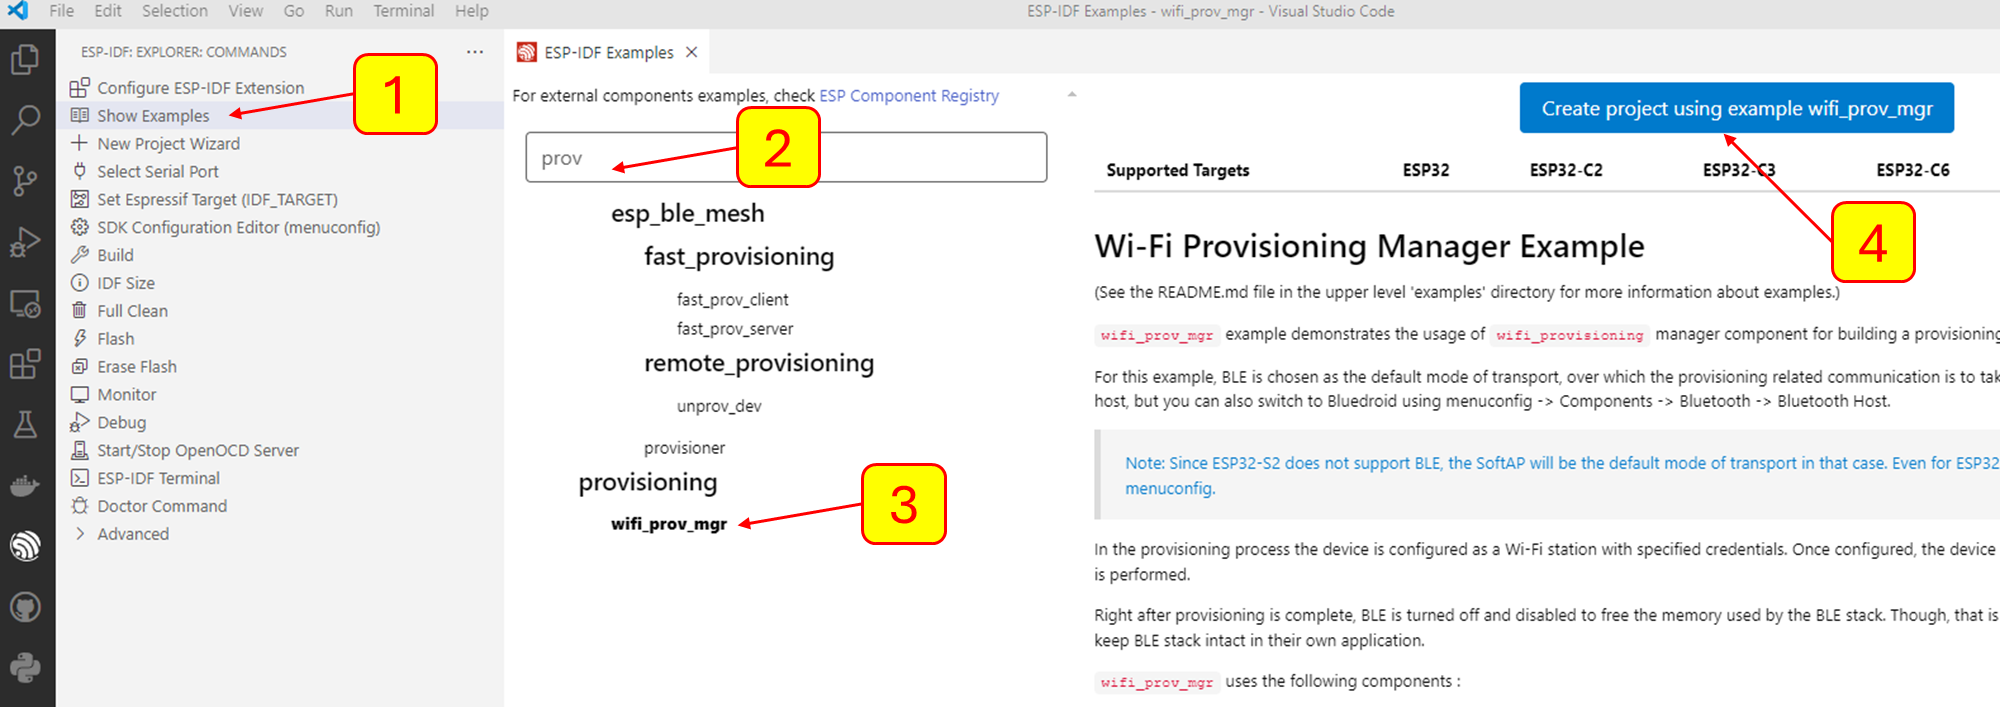 File Edit Selection View Go Run Terminal Help
ESP-IDF Examples - wifi_prov_mgr - Visual Studio Code
ESP-IDF: EXPLORER: COMMANDS
Configure ESP-IDF Extension
Show Examples
New Project Wizard
Select Serial Port
Set Espressif Target (IDF_TARGET)
SDK Configuration Editor (menuconfig)
Build
IDF Size
Full Clean
Flash
Erase Flash
Monitor
Debug
Start/Stop OpenOCD Server
ESP-IDF Terminal
Doctor Command
Advanced
1
ESP-IDF Examples
For external components examples, check ESP Component Registry
prov
2
esp_ble_mesh
fast_provisioning
fast_prov_client
fast_prov_server
remote_provisioning
unprov_dev
provisioner
provisioning
wifi_prov_mgr
3
Create project using example wifi_prov_mgr
4
Supported Targets ESP32 ESP32-C2 ESP32-C3 ESP32-C6
Wi-Fi Provisioning Manager Example
(See the README.md file in the upper level 'examples' directory for more information about examples.)
wifi_prov_mgr example demonstrates the usage of wifi_provisioning manager component for building a provisioning
For this example, BLE is chosen as the default mode of transport, over which the provisioning related communication is to tak
host, but you can also switch to Bluedroid using menuconfig -> Components -> Bluetooth -> Bluetooth Host.
Note: Since ESP32-S2 does not support BLE, the SoftAP will be the default mode of transport in that case. Even for ESP32
menuconfig.
In the provisioning process the device is configured as a Wi-Fi station with specified credentials. Once configured, the device
is performed.
Right after provisioning is complete, BLE is turned off and disabled to free the memory used by the BLE stack. Though, that is
keep BLE stack intact in their own application.
wifi_prov_mgr uses the following components :